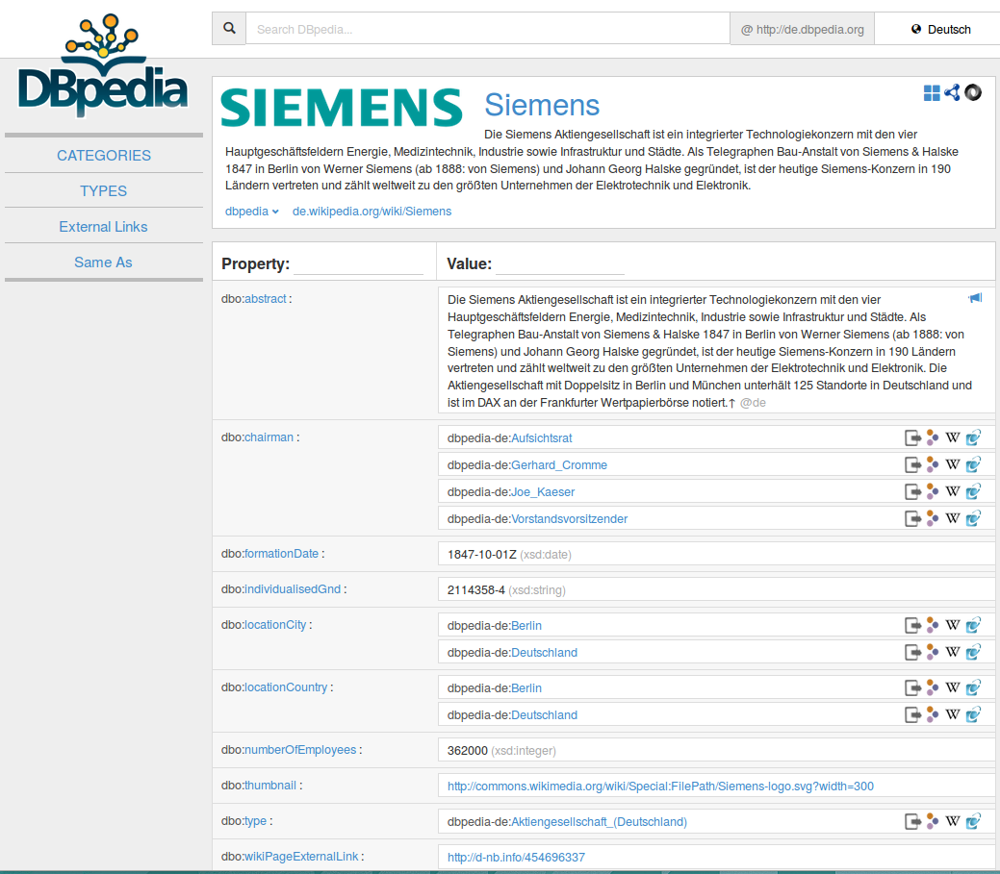 Search DBpedia...
@ http://de.dbpedia.org
Deutsch
DBpedia
CATEGORIES
TYPES
External Links
Same As
SIEMENS
Siemens
Die Siemens Aktiengesellschaft ist ein integrierter Technologiekonzern mit den vier
Hauptgeschäftsfeldern Energie, Medizintechnik, Industrie sowie Infrastruktur und Städte. Als Telegraphen Bau-Anstalt von Siemens & Halske
1847 in Berlin von Werner Siemens (ab 1888: von Siemens) und Johann Georg Halske gegründet, ist der heutige Siemens-Konzern in 190
Ländern vertreten und zählt weltweit zu den größten Unternehmen der Elektrotechnik und Elektronik.
dbpedia de.wikipedia.org/wiki/Siemens
Property: Value:
dbo:abstract :
Die Siemens Aktiengesellschaft ist ein integrierter Technologiekonzern mit den vier
Hauptgeschäftsfeldern Energie, Medizintechnik, Industrie sowie Infrastruktur und Städte. Als
Telegraphen Bau-Anstalt von Siemens & Halske 1847 in Berlin von Werner Siemens (ab 1888: von
Siemens) und Johann Georg Halske gegründet, ist der heutige Siemens-Konzern in 190 Ländern
vertreten und zählt weltweit zu den größten Unternehmen der Elektrotechnik und Elektronik. Die
Aktiengesellschaft mit Doppelsitz in Berlin und München unterhält 125 Standorte in Deutschland und
ist im DAX an der Frankfurter Wertpapierbörse notiert.↑ @de
dbo:chairman :
dbpedia-de:Aufsichtsrat W
dbpedia-de:Gerhard_Cromme W
dbpedia-de:Joe_Kaeser W
dbpedia-de:Vorstandsvorsitzender W
dbo:formationDate :
1847-10-01Z (xsd:date)
dbo:individualisedGnd :
2114358-4 (xsd:string)
dbo:locationCity :
dbpedia-de:Berlin W
dbpedia-de:Deutschland W
dbo:locationCountry :
dbpedia-de:Berlin W
dbpedia-de:Deutschland W
dbo:numberOfEmployees :
362000 (xsd:integer)
dbo:thumbnail :
http://commons.wikimedia.org/wiki/Special:FilePath/Siemens-logo.svg?width=300
dbo:type :
dbpedia-de:Aktiengesellschaft_(Deutschland) W
dbo:wikiPageExternalLink :
http://d-nb.info/454696337